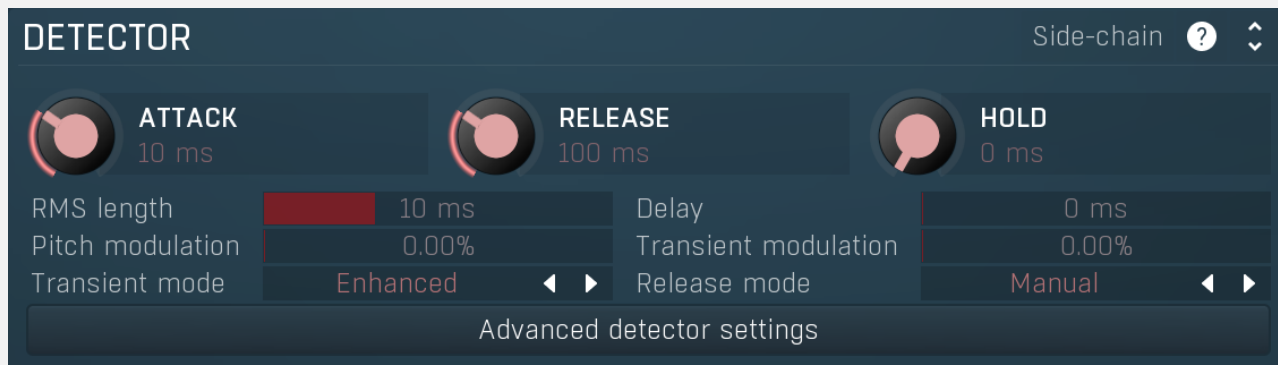 DETECTOR Side-chain ?
ATTACK RELEASE HOLD
10 ms 100 ms 0 ms
RMS length 10 ms Delay 0 ms
Pitch modulation 0.00% Transient modulation 0.00%
Transient mode Enhanced Release mode Manual
Advanced detector settings